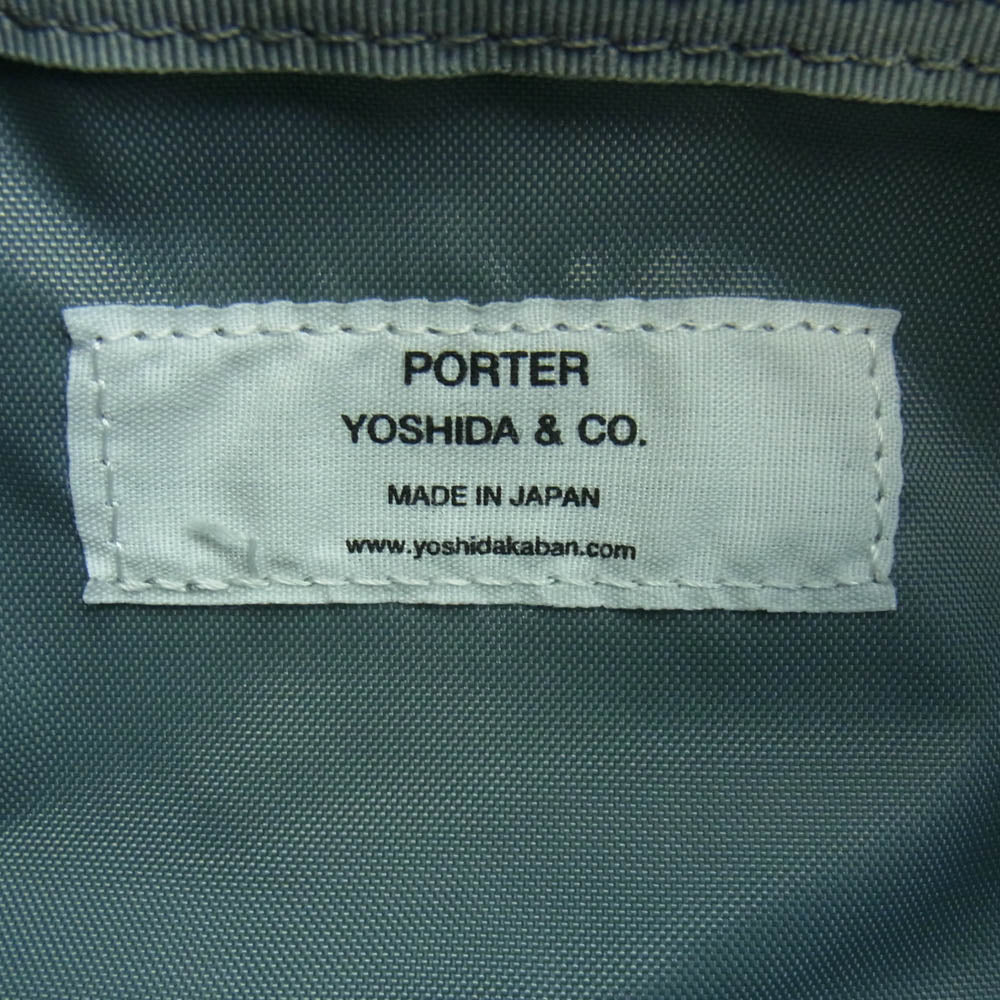 PORTER
YOSHIDA & CO.
MADE IN JAPAN
www.yoshidakaban.com